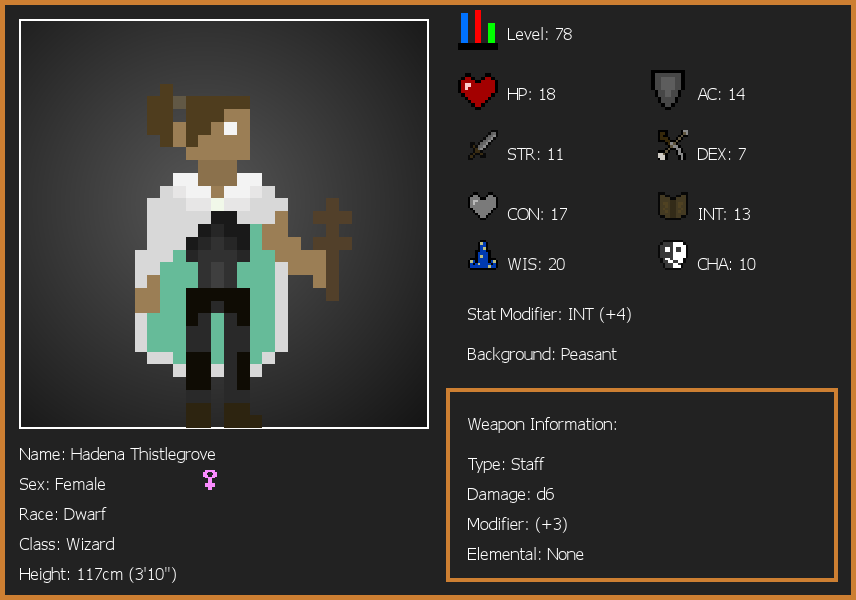 Level: 78
HP: 18
AC: 14
STR: 11
DEX: 7
CON: 17
INT: 13
WIS: 20
CHA: 10
Stat Modifier: INT (+4)
Background: Peasant
Weapon Information:
Type: Staff
Damage: d6
Modifier: (+3)
Elemental: None
Name: Hadena Thistlegrove
Sex: Female
Race: Dwarf
Class: Wizard
Height: 117cm (3'10")